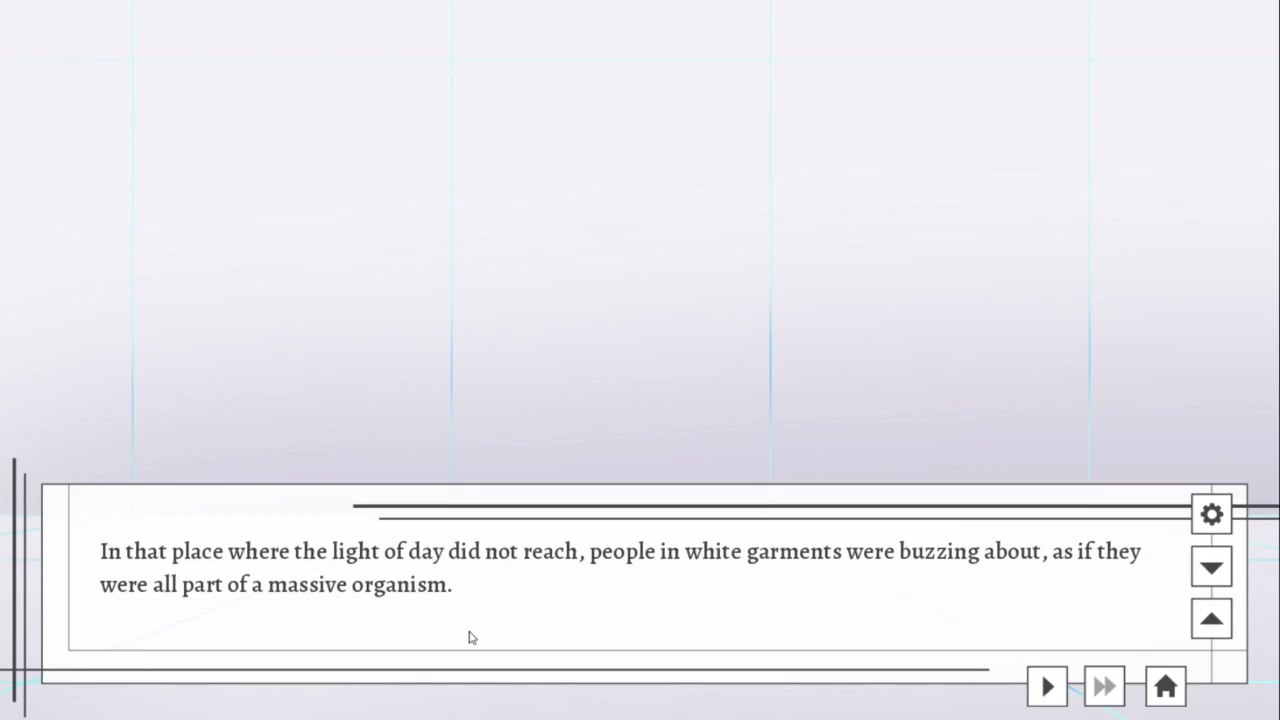 In that place where the light of day did not reach, people in white garments were buzzing about, as if they
were all part of a massive organism.